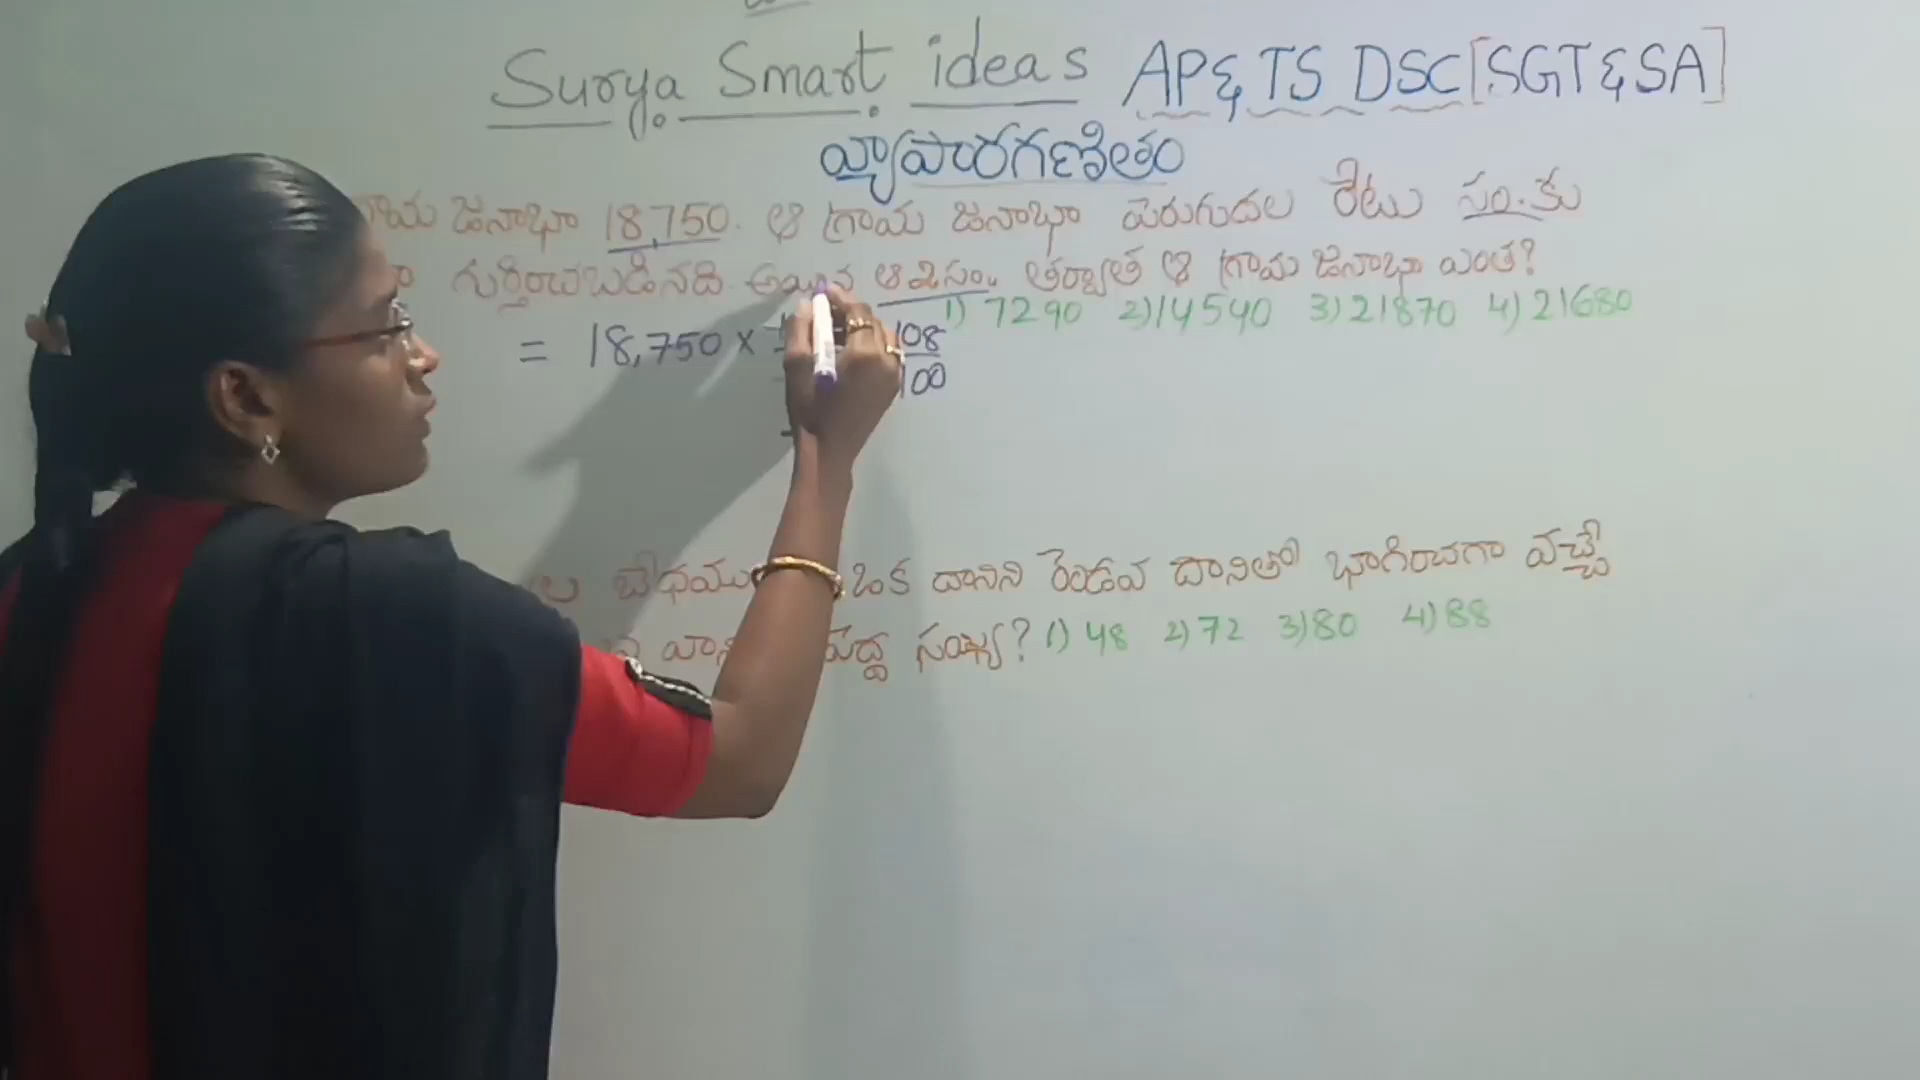 Surya Smart ideas AP & TS DSC [SGT & SA]
వ్యాపారగణితం
జనాభా 18,750. ఆ గ్రామ జనాభా పెరుగుదల రేటు సం.కు
గుర్తించబడినది. అయిన ఆ 2సం. తర్వాత ఆ గ్రామ జనాభా ఎంత?
1) 7290 2) 14540 3) 21870 4) 21680
= 18,750 × 108
100
ల భేధము ఒక దానిని రెండవ దానితో భాగించగా వచ్చే
పెద్ద సంఖ్య? 1) 48 2) 72 3) 80 4) 88